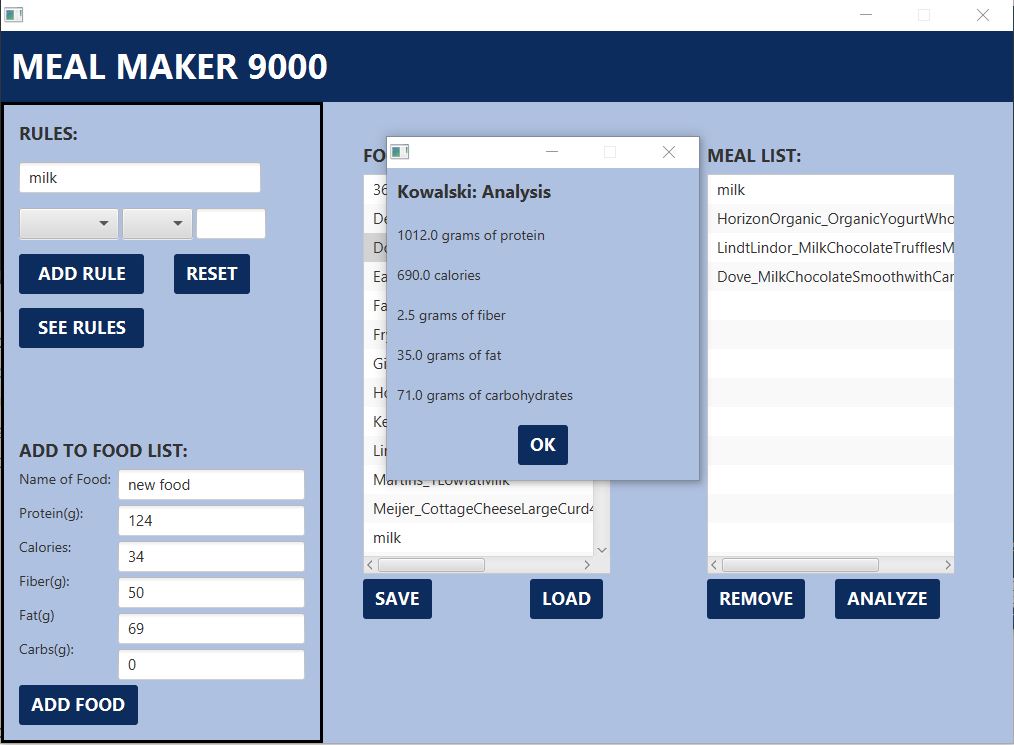 MEAL MAKER 9000
RULES:
milk
ADD RULE
RESET
SEE RULES
ADD TO FOOD LIST:
Name of Food: new food
Protein(g): 124
Calories: 34
Fiber(g): 50
Fat(g) 69
Carbs(g): 0
ADD FOOD
FO
36
De
Do
Ea
Fa
Fr
Gi
Ho
Ke
Lin
Martins_1LowfatMilk
Meijer_CottageCheeseLargeCurd4
milk
SAVE
LOAD
Kowalski: Analysis
1012.0 grams of protein
690.0 calories
2.5 grams of fiber
35.0 grams of fat
71.0 grams of carbohydrates
OK
MEAL LIST:
milk
HorizonOrganic_OrganicYogurtWho
LindtLindor_MilkChocolateTrufflesM
Dove_MilkChocolateSmoothwithCar
REMOVE
ANALYZE